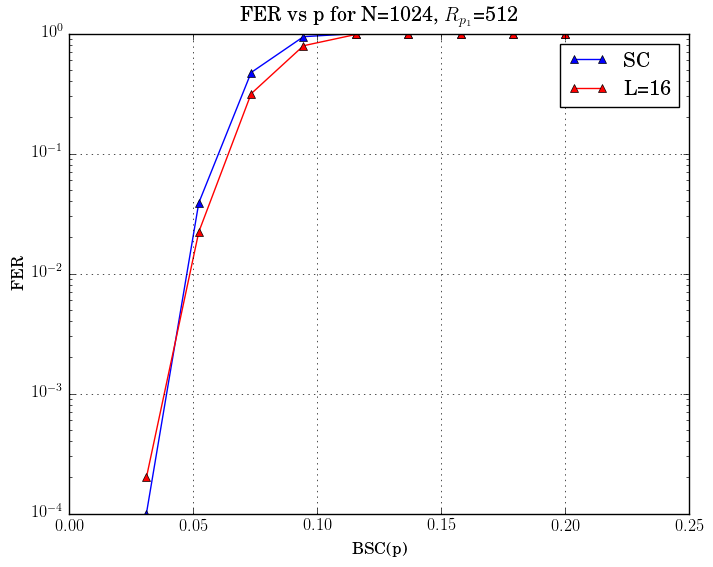 FER vs p for N=1024, $R_{p_1}$=512
10^0
10^{-1}
10^{-2}
10^{-3}
10^{-4}
FER
SC
L=16
0.00 0.05 0.10 0.15 0.20 0.25
BSC(p)